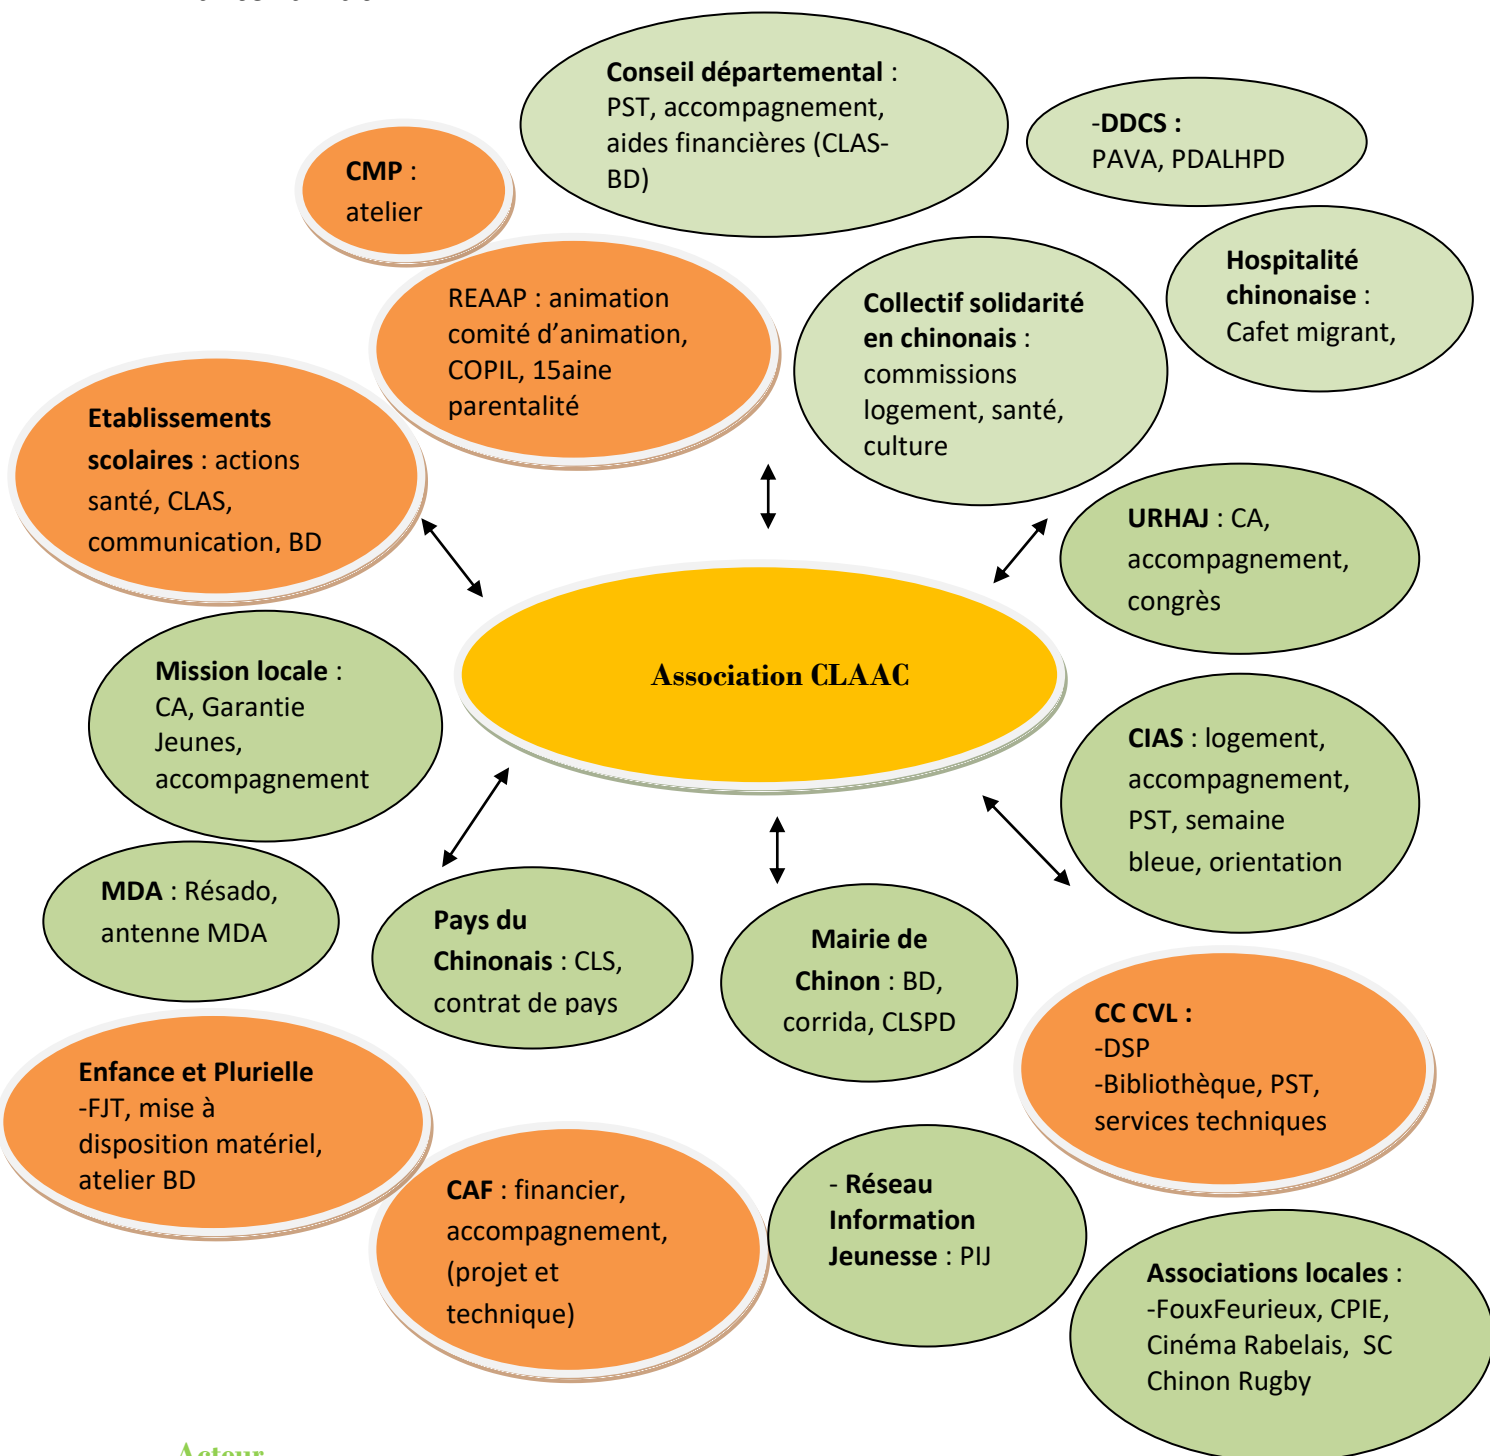 Conseil départemental :
PST, accompagnement,
aides financières (CLAS-
BD)
-DDCS :
PAVA, PDALHPD
CMP :
atelier
Hospitalité
chinonaise :
Cafet migrant,
REAAP : animation
comité d'animation,
COPIL, 15aine
parentalité
Collectif solidarité
en chinonais :
commissions
logement, santé,
culture
Etablissements
scolaires : actions
santé, CLAS,
communication, BD
URHAJ : CA,
accompagnement,
congrès
Association CLAAC
Mission locale :
CA, Garantie
Jeunes,
accompagnement
CIAS : logement,
accompagnement,
PST, semaine
bleue, orientation
MDA : Résado,
antenne MDA
Pays du
Chinonais : CLS,
contrat de pays
Mairie de
Chinon : BD,
corrida, CLSPD
CC CVL :
-DSP
-Bibliothèque, PST,
services techniques
Enfance et Plurielle
-FJT, mise à
disposition matériel,
atelier BD
CAF : financier,
accompagnement,
(projet et
technique)
- Réseau
Information
Jeunesse : PIJ
Associations locales :
-FouxFeurieux, CPIE,
Cinéma Rabelais, SC
Chinon Rugby
Acteur